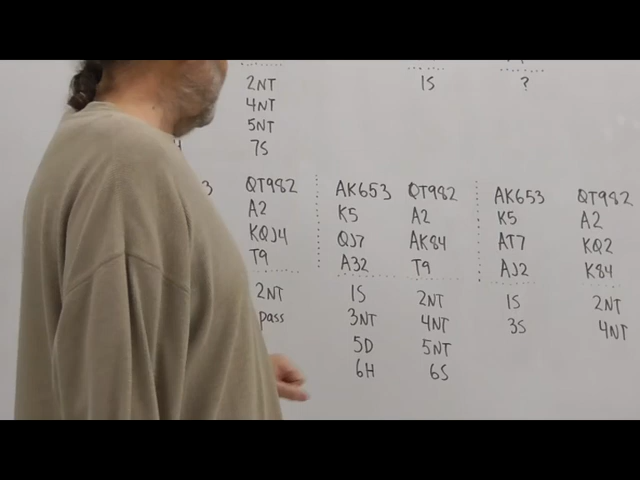 2NT 1S ?
4NT
5NT
7S
3 QT982 AK653 QT982 AK653 QT982
A2 K5 A2 K5 A2
KQJ4 QJ7 AK84 AT7 KQ2
T9 A32 T9 AJ2 K84
2NT 1S 2NT 1S 2NT
pass 3NT 4NT 3S 4NT
5D 5NT
6H 6S